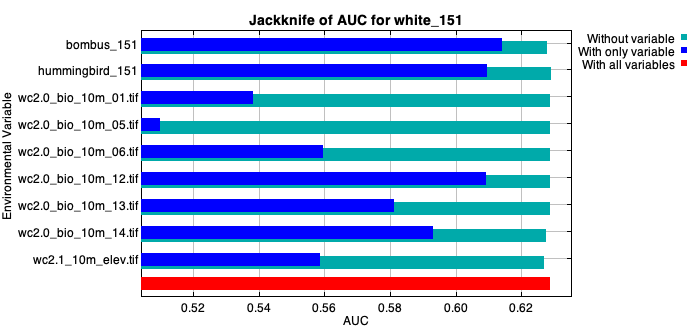 Jackknife of AUC for white_151
Without variable
With only variable
With all variables
Environmental Variable
bombus_151
hummingbird_151
wc2.0_bio_10m_01.tif
wc2.0_bio_10m_05.tif
wc2.0_bio_10m_06.tif
wc2.0_bio_10m_12.tif
wc2.0_bio_10m_13.tif
wc2.0_bio_10m_14.tif
wc2.1_10m_elev.tif
0.52 0.54 0.56 0.58 0.60 0.62
AUC